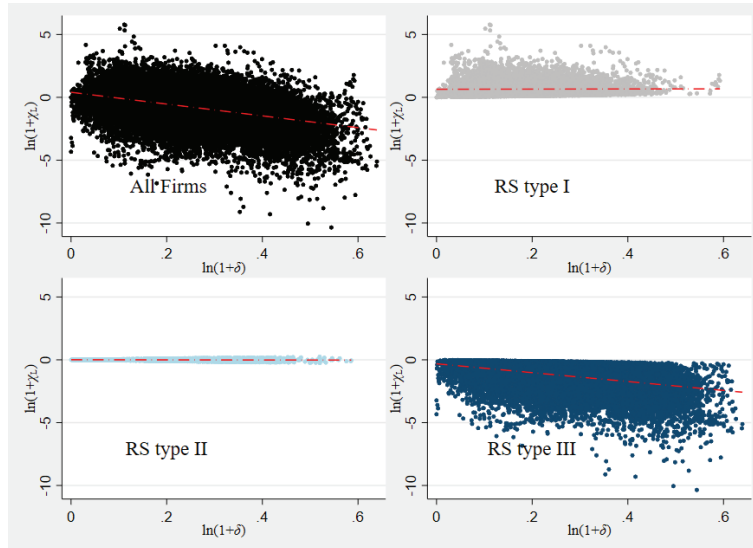 5
0
-5
-10
ln(1+χL)
All Firms
0 .2 .4 .6
ln(1+δ)
5
0
-5
-10
ln(1+χL)
RS type I
0 .2 .4 .6
ln(1+δ)
5
0
-5
-10
ln(1+χL)
RS type II
0 .2 .4 .6
ln(1+δ)
5
0
-5
-10
ln(1+χL)
RS type III
0 .2 .4 .6
ln(1+δ)